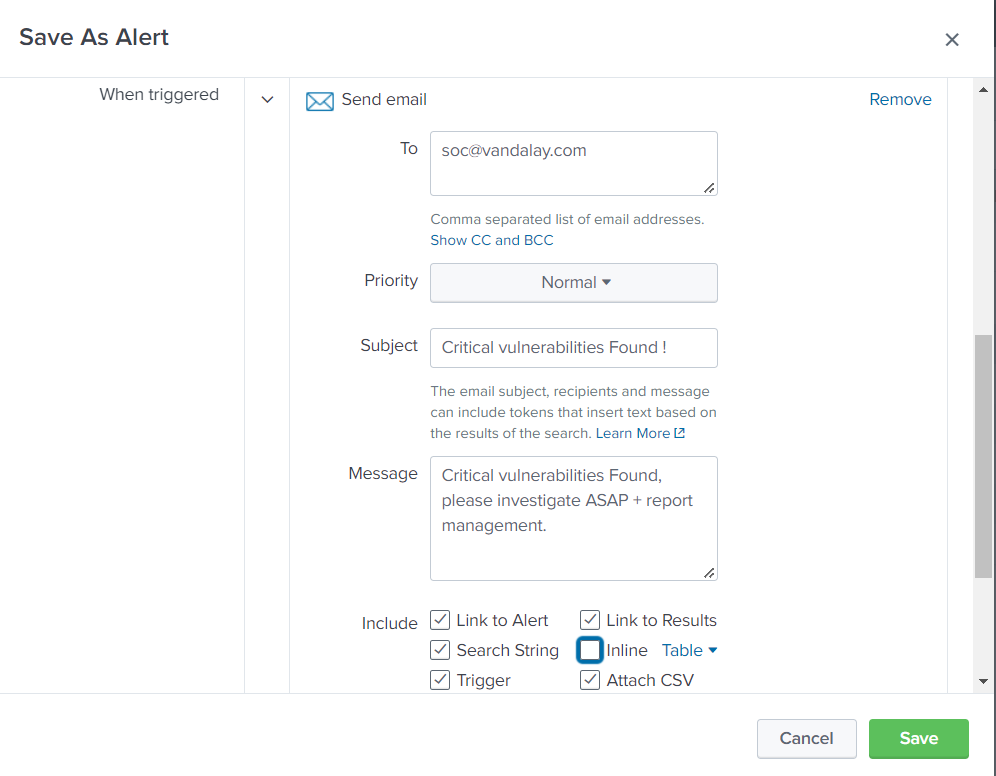 Save As Alert
When triggered
Send email
Remove
To
soc@vandalay.com
Comma separated list of email addresses.
Show CC and BCC
Priority
Normal
Subject
Critical vulnerabilities Found !
The email subject, recipients and message
can include tokens that insert text based on
the results of the search. Learn More
Message
Critical vulnerabilities Found,
please investigate ASAP + report
management.
Include
Link to Alert
Link to Results
Search String
Inline Table
Trigger
Attach CSV
Cancel
Save